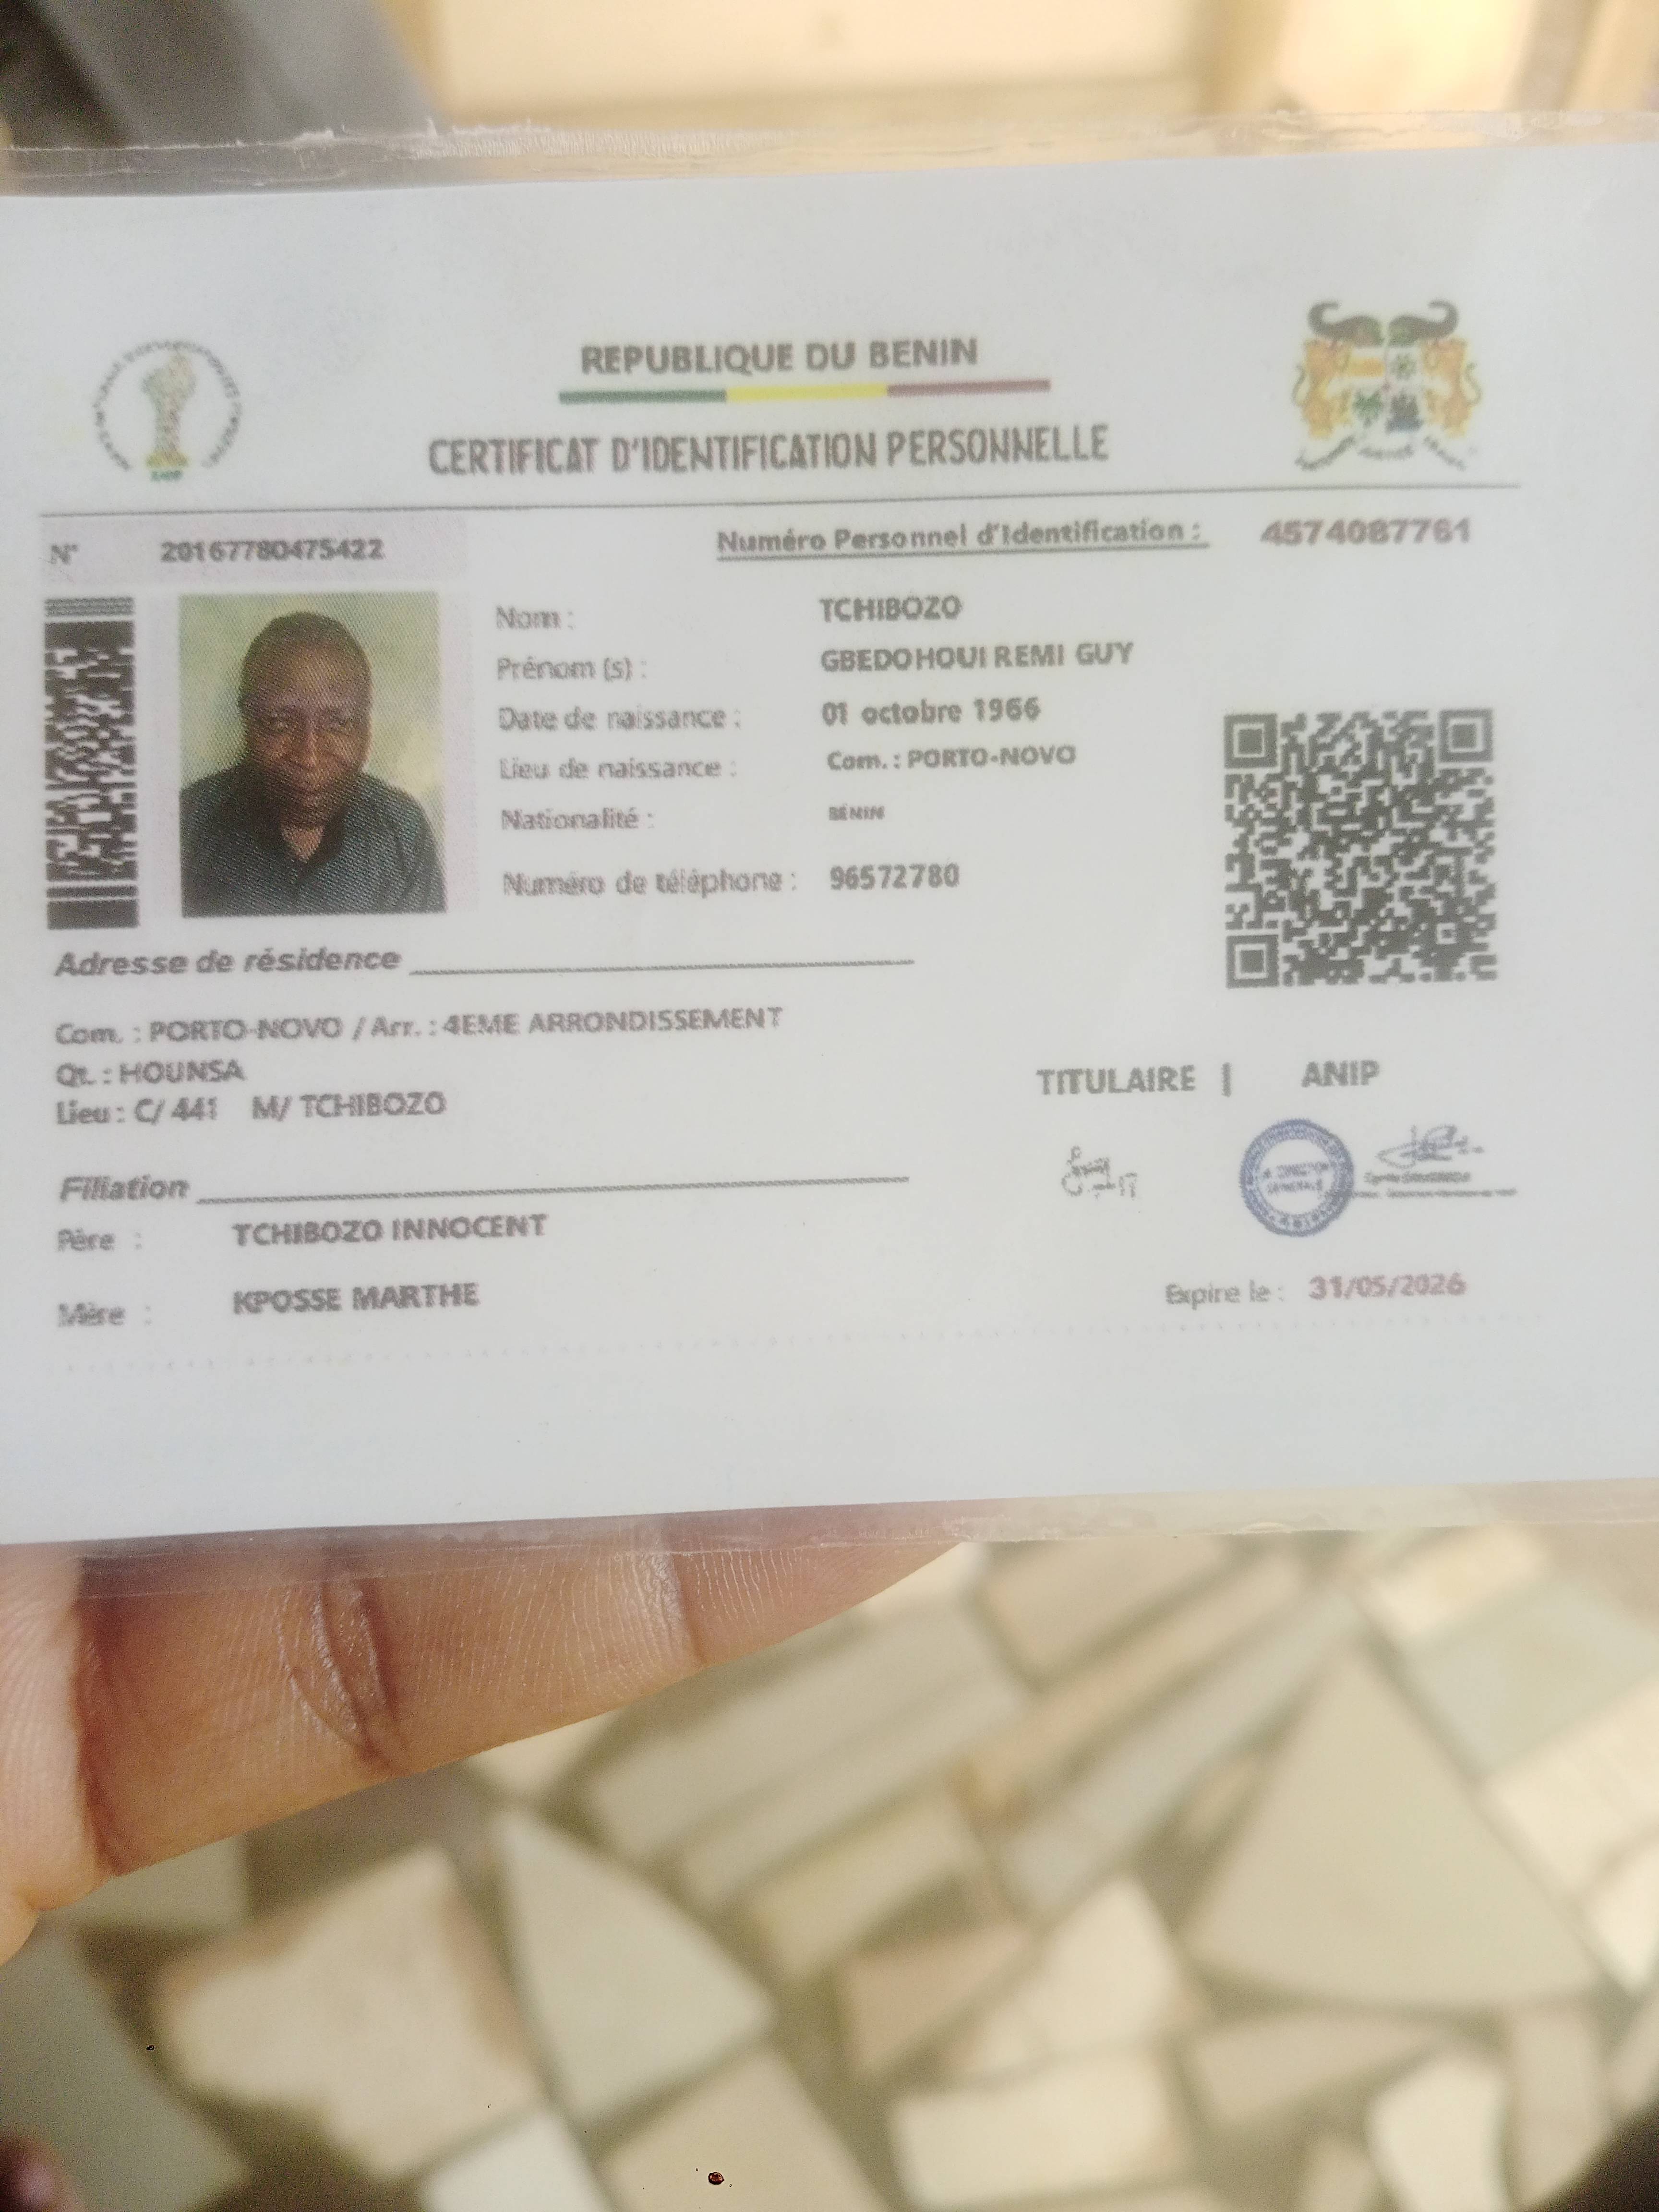 REPUBLIQUE DU BENIN
CERTIFICAT D'IDENTIFICATION PERSONNELLE
N° 20167780475422
Numéro Personnel d'Identification : 4574087761
Nom : TCHIBOZO
Prénom (s) : GBEDOHOUI REMI GUY
Date de naissance : 01 octobre 1966
Lieu de naissance : Com. : PORTO-NOVO
Nationalité : BÉNIN
Numéro de téléphone : 96572780
Adresse de résidence
Com. : PORTO-NOVO / Arr. : 4EME ARRONDISSEMENT
Qt. : HOUNSA
Lieu : C/ 441 M/ TCHIBOZO
TITULAIRE | ANIP
Filiation
Père : TCHIBOZO INNOCENT
Mère : KPOSSE MARTHE
Expire le : 31/05/2026